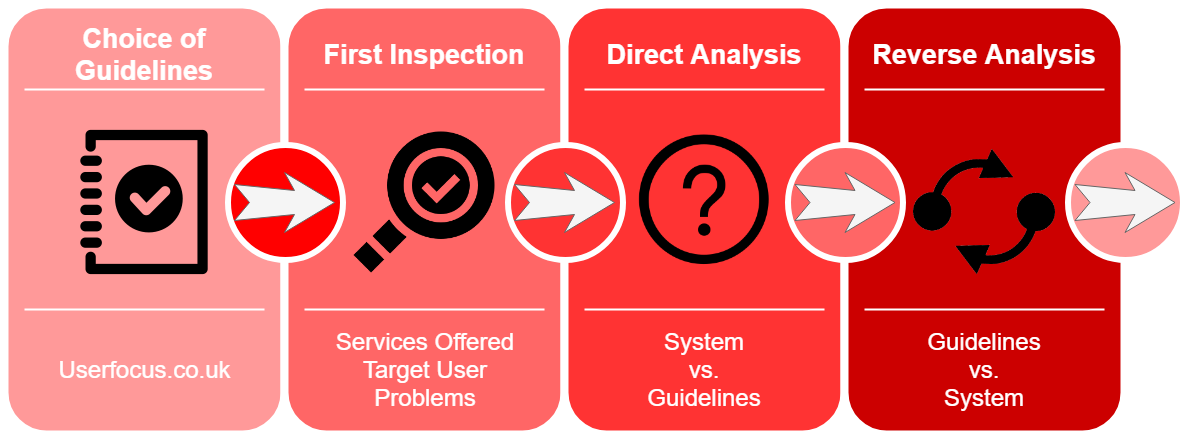 Choice of
Guidelines
Userfocus.co.uk
First Inspection
Services Offered
Target User
Problems
Direct Analysis
?
System
vs.
Guidelines
Reverse Analysis
Guidelines
vs.
System